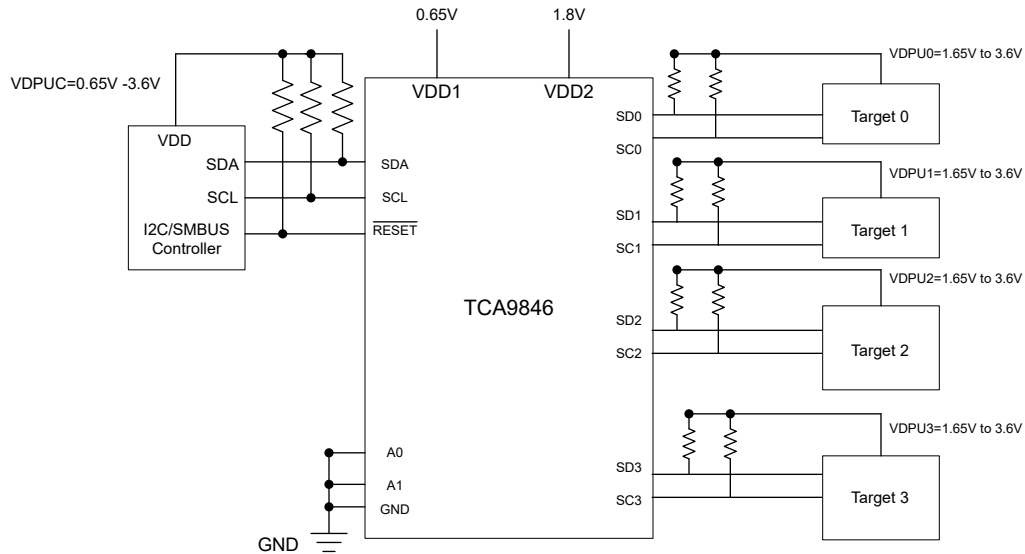 0.65V
1.8V
VDPUC=0.65V -3.6V
VDD
SDA
SCL
I2C/SMBUS
Controller
VDD1
VDD2
SDA
SCL
RESET
TCA9846
A0
A1
GND
GND
SD0
SC0
SD1
SC1
SD2
SC2
SD3
SC3
VDPU0=1.65V to 3.6V
Target 0
VDPU1=1.65V to 3.6V
Target 1
VDPU2=1.65V to 3.6V
Target 2
VDPU3=1.65V to 3.6V
Target 3